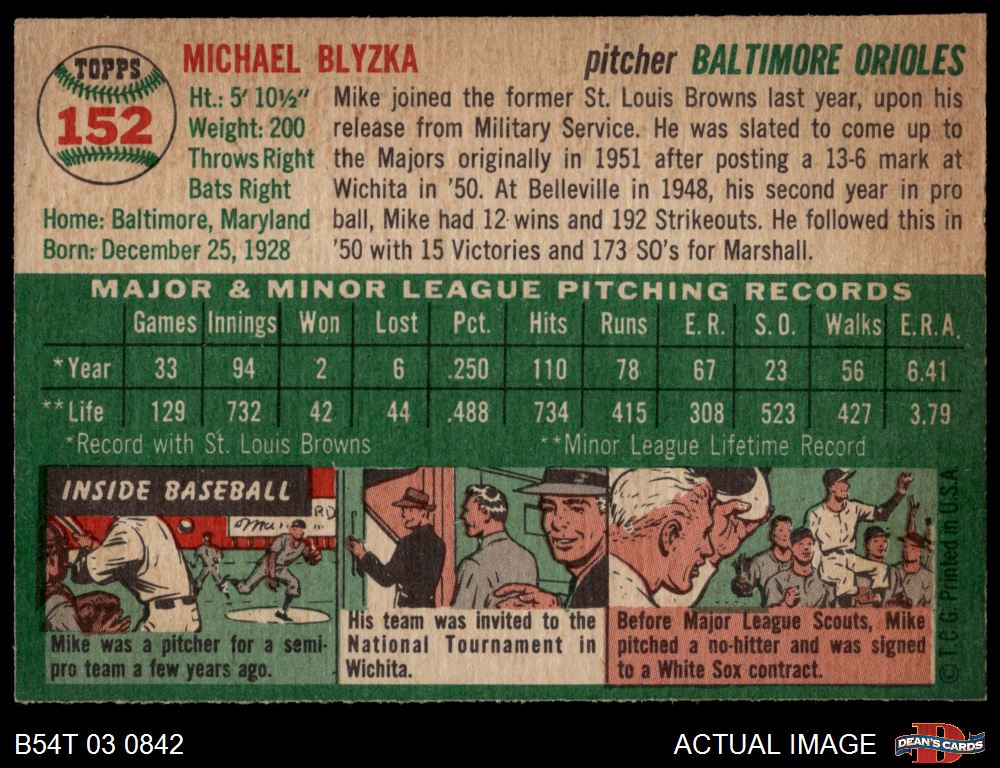 TOPPS
152
MICHAEL BLYZKA
pitcher BALTIMORE ORIOLES
Ht.: 5' 10½"
Weight: 200
Throws Right
Bats Right
Home: Baltimore, Maryland
Born: December 25, 1928
Mike joined the former St. Louis Browns last year, upon his
release from Military Service. He was slated to come up to
the Majors originally in 1951 after posting a 13-6 mark at
Wichita in '50. At Belleville in 1948, his second year in pro
ball, Mike had 12 wins and 192 Strikeouts. He followed this in
'50 with 15 Victories and 173 SO's for Marshall.
MAJOR & MINOR LEAGUE PITCHING RECORDS
Games Innings Won Lost Pct. Hits Runs E.R. S.O. Walks E.R.A.
*Year 33 94 2 6 .250 110 78 67 23 56 6.41
**Life 129 732 42 44 .488 734 415 308 523 427 3.79
*Record with St. Louis Browns **Minor League Lifetime Record
INSIDE BASEBALL
Mike was a pitcher for a semi-
pro team a few years ago.
His team was invited to the
National Tournament in
Wichita.
Before Major League Scouts, Mike
pitched a no-hitter and was signed
to a White Sox contract.
© T.C.G. Printed in U.S.A.
B54T 03 0842
ACTUAL IMAGE
DEAN'S CARDS